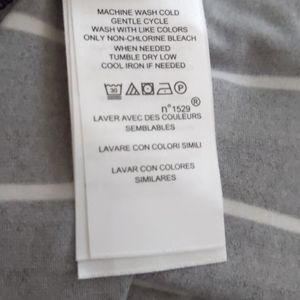 MACHINE WASH COLD
GENTLE CYCLE
WASH WITH LIKE COLORS
ONLY NON-CHLORINE BLEACH
WHEN NEEDED
TUMBLE DRY LOW
COOL IRON IF NEEDED
30
n° 1529 ®
LAVER AVEC DES COULEURS
SEMBLABLES
LAVARE CON COLORI SIMILI
LAVAR CON COLORES
SIMILARES